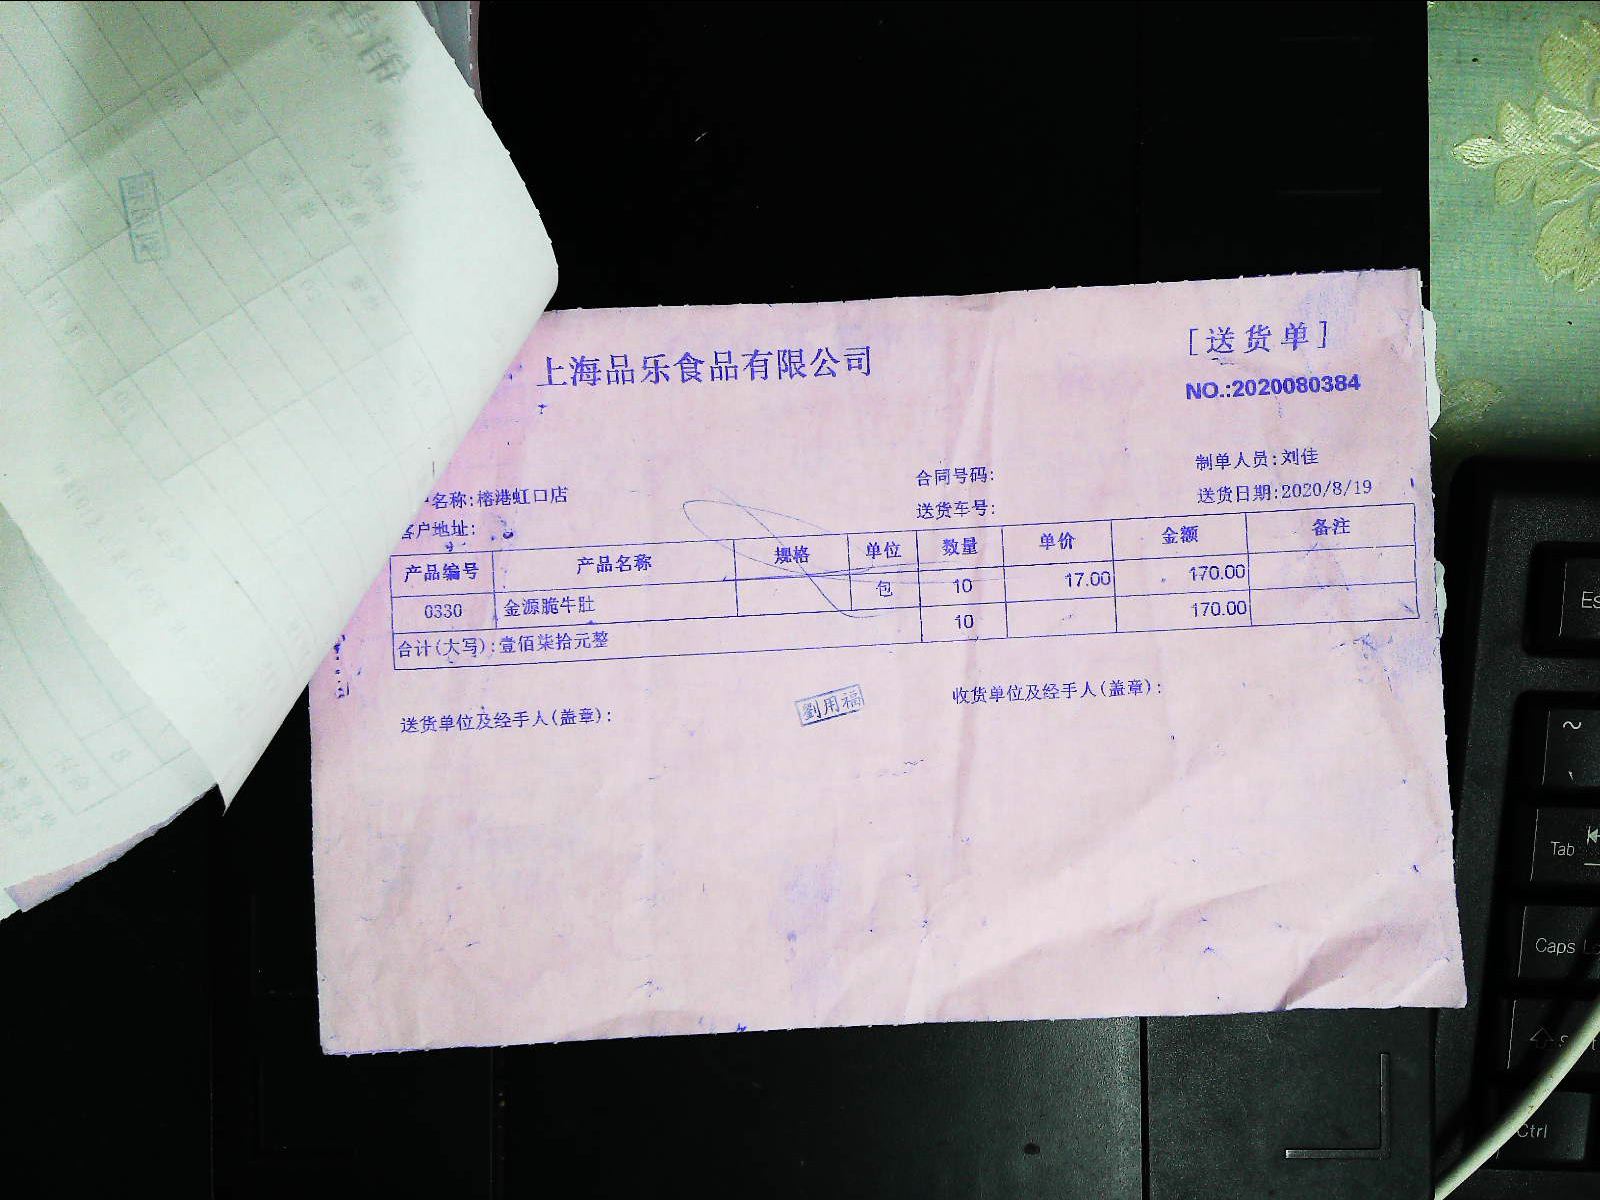 上海品乐食品有限公司
[送货单]
NO.:2020080384
合同号码:
制单人员:刘佳
名称:榕港虹口店
送货车号:
送货日期:2020/8/19
客户地址:
产品编号 产品名称 规格 单位 数量 单价 金额 备注
0330 金源脆牛肚 包 10 17.00 170.00
合计(大写):壹佰柒拾元整 10 170.00
送货单位及经手人(盖章):
劉用福
收货单位及经手人(盖章):
~
Tab
Caps
Ctrl